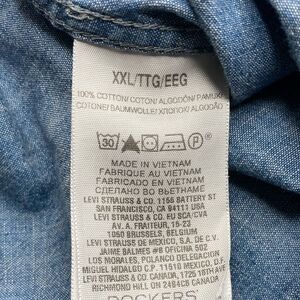 XXL/TTG/EEG
100% COTTON/COTON/ALGODÓN/PAMUK
COTONE/BAUMWOLLE/ХЛОПОК/ALGODÃO
30 P
MADE IN VIETNAM
FABRIQUE AU VIETNAM
FABRICADO EN VIETNAM
СДЕЛАНО ВО ВЬЕТНАМЕ
LEVI STRAUSS & CO. 1155 BATTERY ST
SAN FRANCISCO, CA 94111 USA
LEVI STRAUSS & CO. EU SCA/CVA
AV. A. FRAITEUR, 15-23
1050 BRUSSELS, BELGIUM
LEVI STRAUSS DE MEXICO, S.A. DE C.V.
JAIME BALMES #8 OFICINA 502
LOS MORALES, POLANCO DELEGACION
MIGUEL HIDALGO C.P. 11510 MEXICO, D.F.
LEVI STRAUSS & CO. CANADA, 1725 16TH AVE
RICHMOND HILL ON L4B4C6 CANADA
DOCKERS